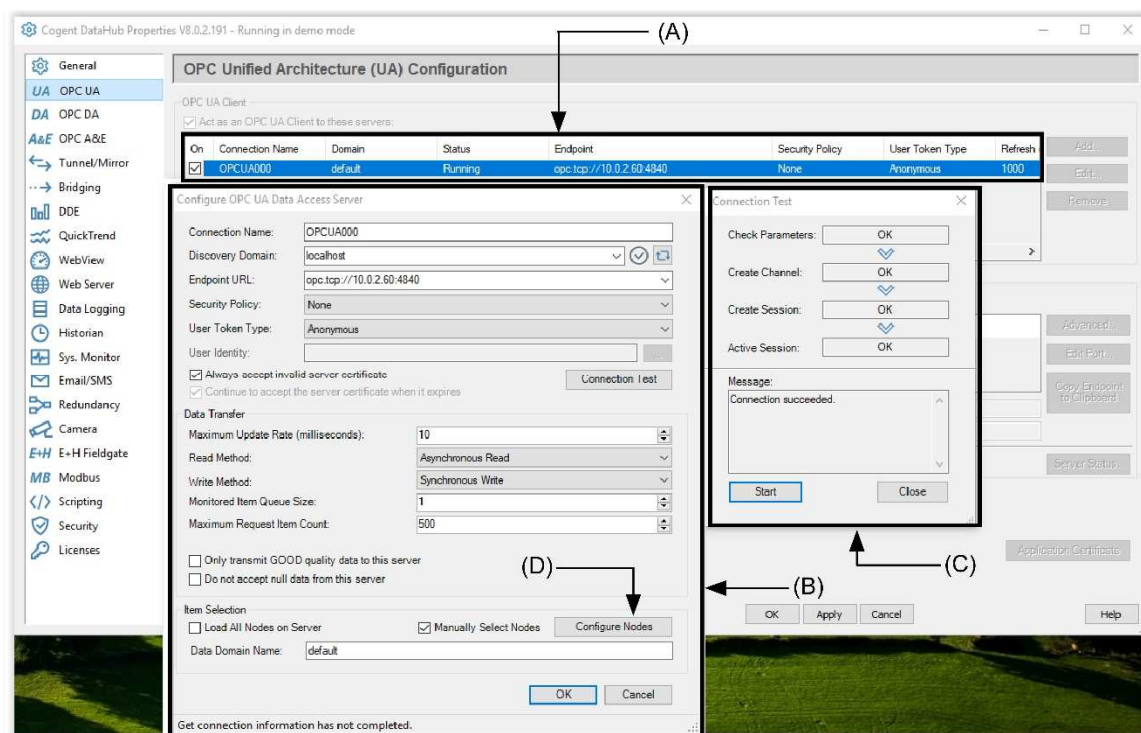 Cogent DataHub Properties V8.0.2.191 - Running in demo mode
(A)
General
UA OPC UA
DA OPC DA
A&E OPC A&E
Tunnel/Mirror
Bridging
DDE
QuickTrend
WebView
Web Server
Data Logging
Historian
Sys. Monitor
Email/SMS
Redundancy
Camera
E+H E+H Fieldgate
MB Modbus
Scripting
Security
Licenses
OPC Unified Architecture (UA) Configuration
OPC UA Client
Act as an OPC UA Client to these servers:
On Connection Name Domain Status Endpoint Security Policy User Token Type Refresh
OPCUA000 default Running opc.tcp://10.0.2.60:4840 None Anonymous 1000
Add...
Edit...
Remove
Configure OPC UA Data Access Server
Connection Name: OPCUA000
Discovery Domain: localhost
Endpoint URL: opc.tcp://10.0.2.60:4840
Security Policy: None
User Token Type: Anonymous
User Identity: ...
Always accept invalid server certificate
Connection Test
Continue to accept the server certificate when it expires
Data Transfer
Maximum Update Rate (milliseconds): 10
Read Method: Asynchronous Read
Write Method: Synchronous Write
Monitored Item Queue Size: 1
Maximum Request Item Count: 500
Only transmit GOOD quality data to this server
Do not accept null data from this server
(D)
(B)
Item Selection
Load All Nodes on Server Manually Select Nodes Configure Nodes
Data Domain Name: default
OK Cancel
Get connection information has not completed.
Connection Test
Check Parameters: OK
Create Channel: OK
Create Session: OK
Active Session: OK
Message:
Connection succeeded.
Start Close
(C)
Advanced...
Edit Port...
Copy Endpoint
to Clipboard
Server Status...
Application Certificate
OK Apply Cancel Help